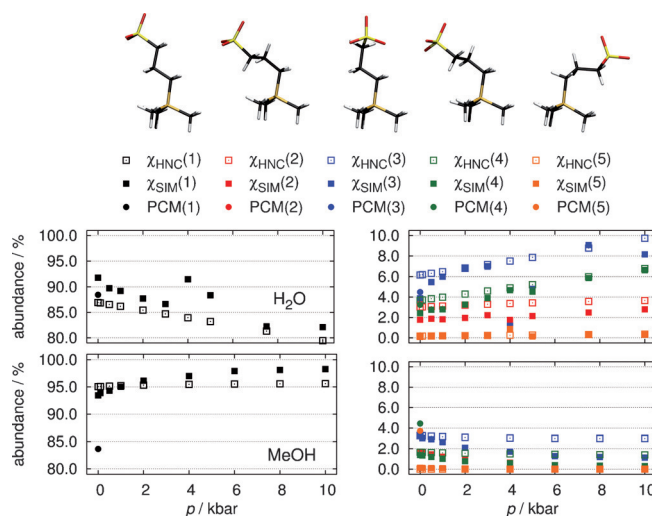 χHNC(1) χHNC(2) χHNC(3) χHNC(4) χHNC(5)
χSIM(1) χSIM(2) χSIM(3) χSIM(4) χSIM(5)
PCM(1) PCM(2) PCM(3) PCM(4) PCM(5)
100.0
95.0
90.0
85.0
80.0
abundance / %
H2O
10.0
8.0
6.0
4.0
2.0
0.0
abundance / %
100.0
95.0
90.0
85.0
80.0
abundance / %
MeOH
0 2 4 6 8 10
p / kbar
10.0
8.0
6.0
4.0
2.0
0.0
abundance / %
0 2 4 6 8 10
p / kbar